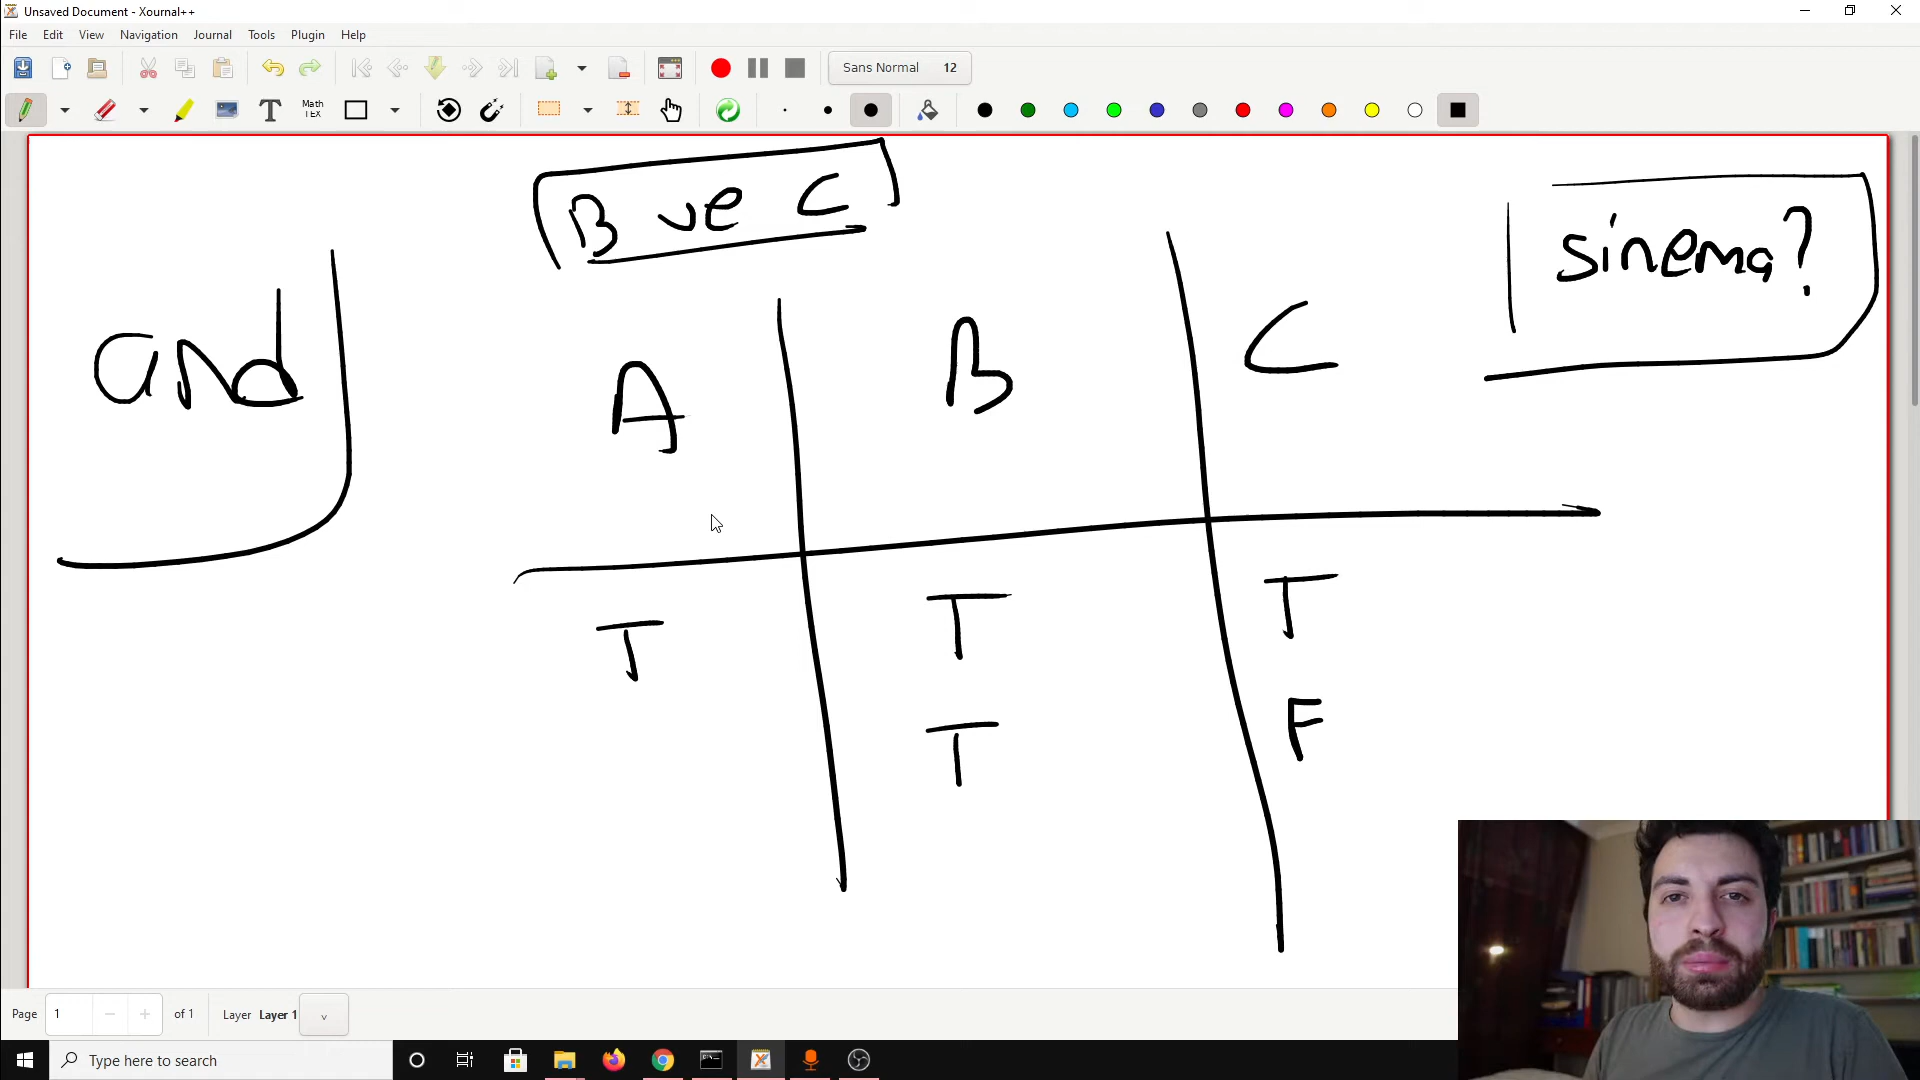 Unsaved Document - Xournal++
File Edit View Navigation Journal Tools Plugin Help
Sans Normal 12
Math
TEX
B ve C
sinema?
and
A B C
T T T
T F
Page 1 of 1 Layer Layer 1
Type here to search